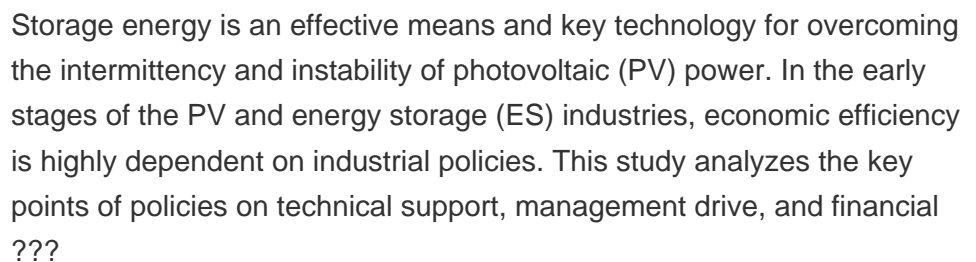 Storage energy is an effective means and key technology for overcoming
the intermittency and instability of photovoltaic (PV) power. In the early
stages of the PV and energy storage (ES) industries, economic efficiency
is highly dependent on industrial policies. This study analyzes the key
points of policies on technical support, management drive, and financial
???